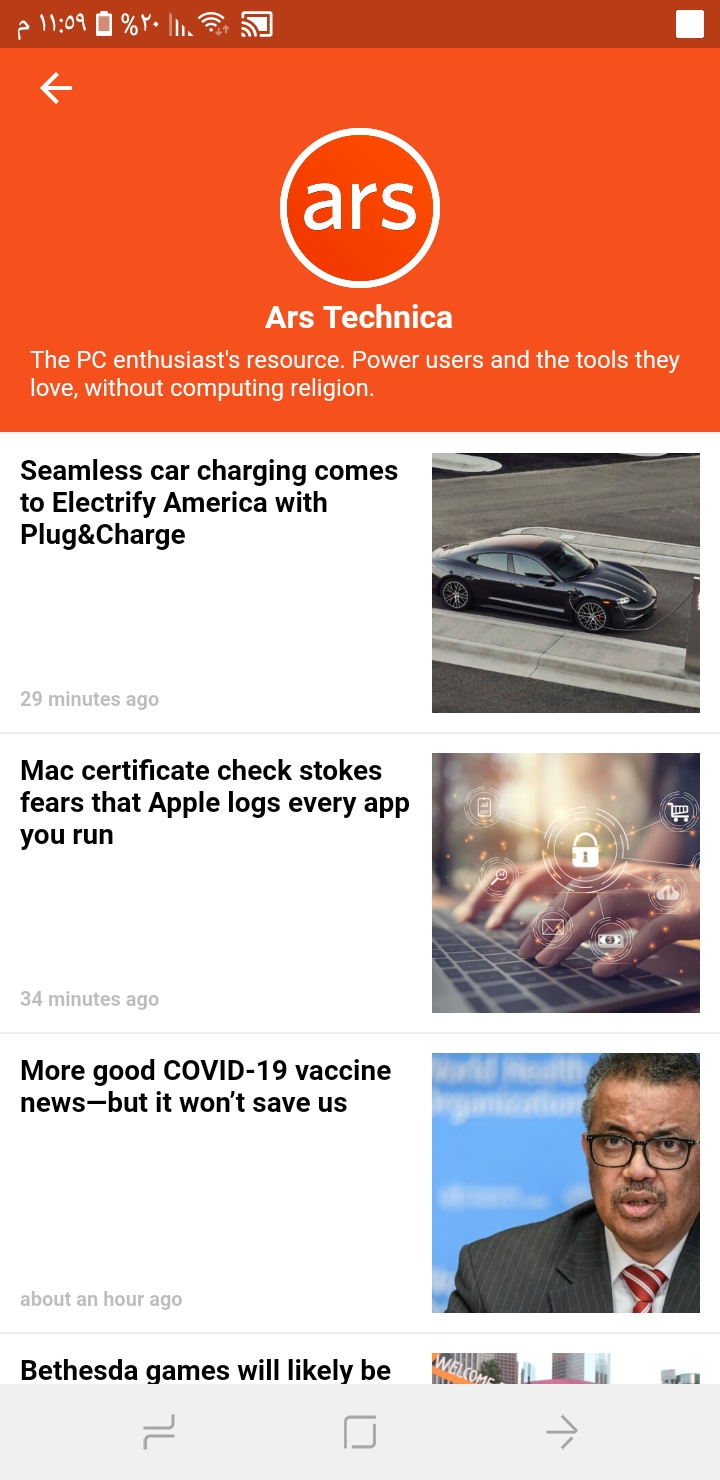 م ١١:٥٩ %٢٠
ars
Ars Technica
The PC enthusiast's resource. Power users and the tools they
love, without computing religion.
Seamless car charging comes
to Electrify America with
Plug&Charge
29 minutes ago
Mac certificate check stokes
fears that Apple logs every app
you run
34 minutes ago
More good COVID-19 vaccine
news—but it won’t save us
World Health
Organization
about an hour ago
Bethesda games will likely be
WELCOME